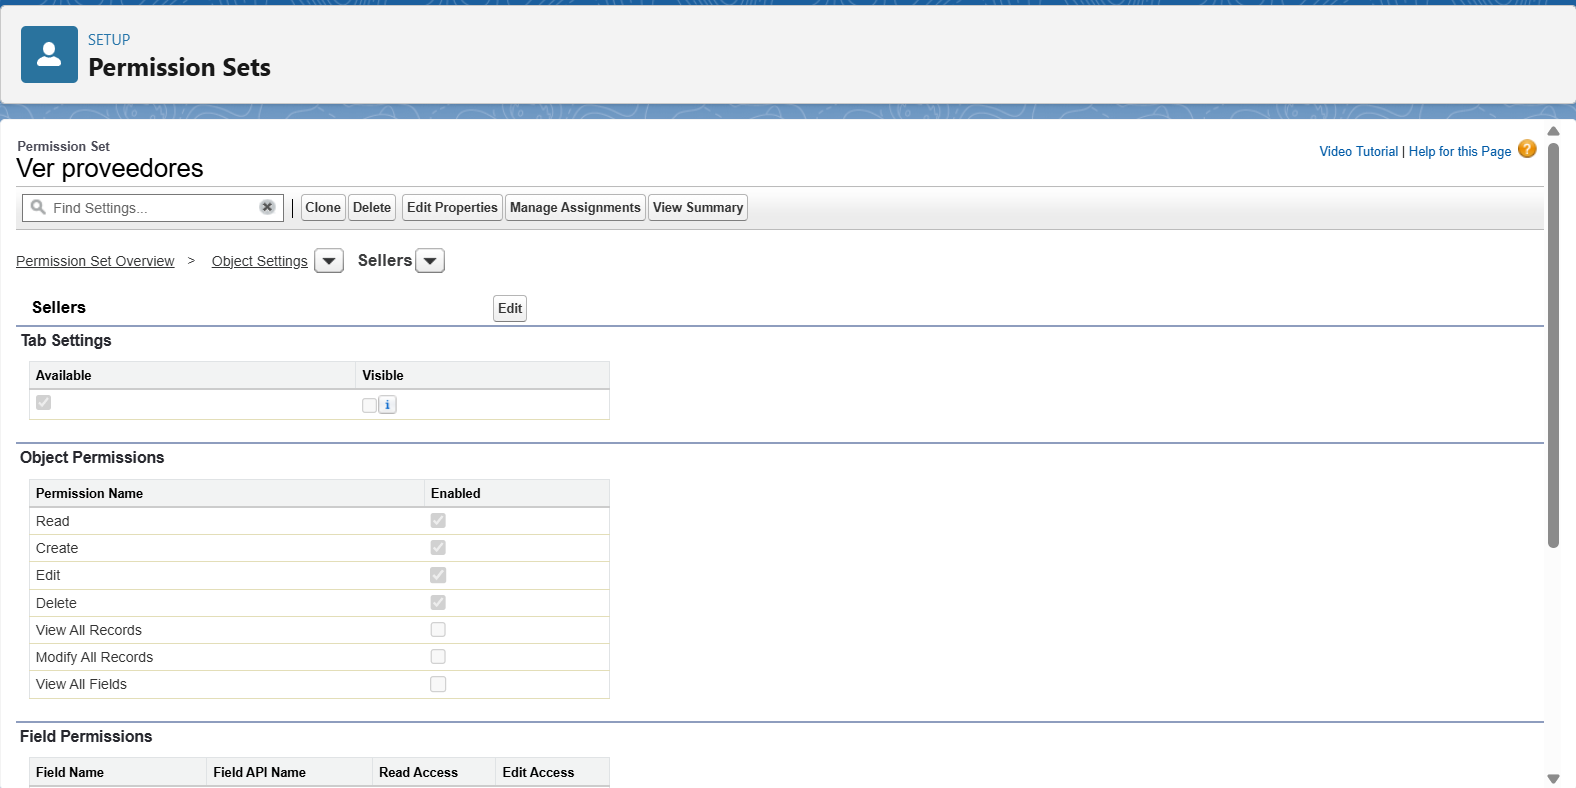 SETUP
Permission Sets
Permission Set
Ver proveedores
Video Tutorial | Help for this Page ?
Find Settings... Clone Delete Edit Properties Manage Assignments View Summary
Permission Set Overview > Object Settings Sellers
Sellers Edit
Tab Settings
Available Visible
i
Object Permissions
Permission Name Enabled
Read
Create
Edit
Delete
View All Records
Modify All Records
View All Fields
Field Permissions
Field Name Field API Name Read Access Edit Access